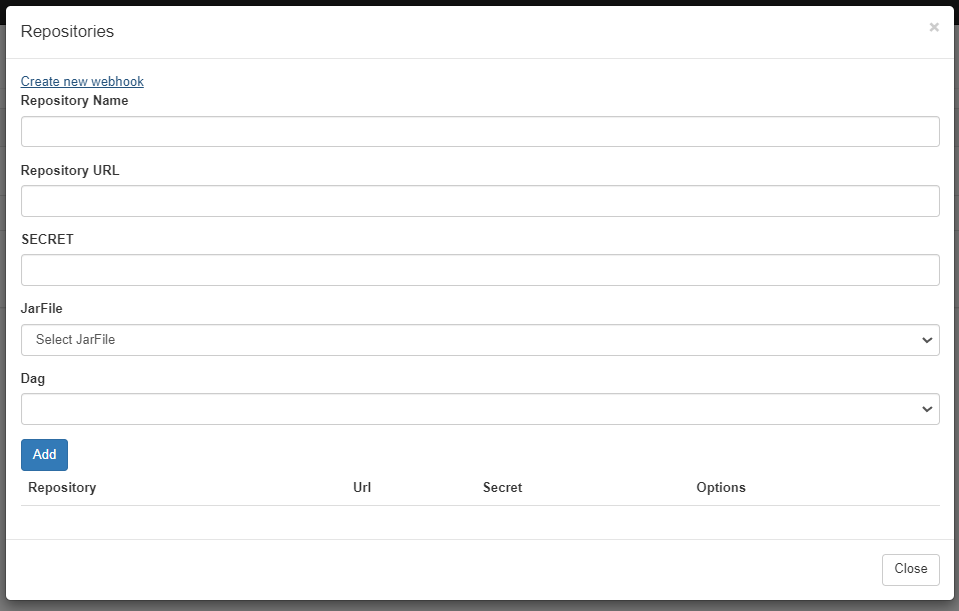 Repositories
×
Create new webhook
Repository Name
Repository URL
SECRET
JarFile
Select JarFile
Dag
Add
Repository Url Secret Options
Close